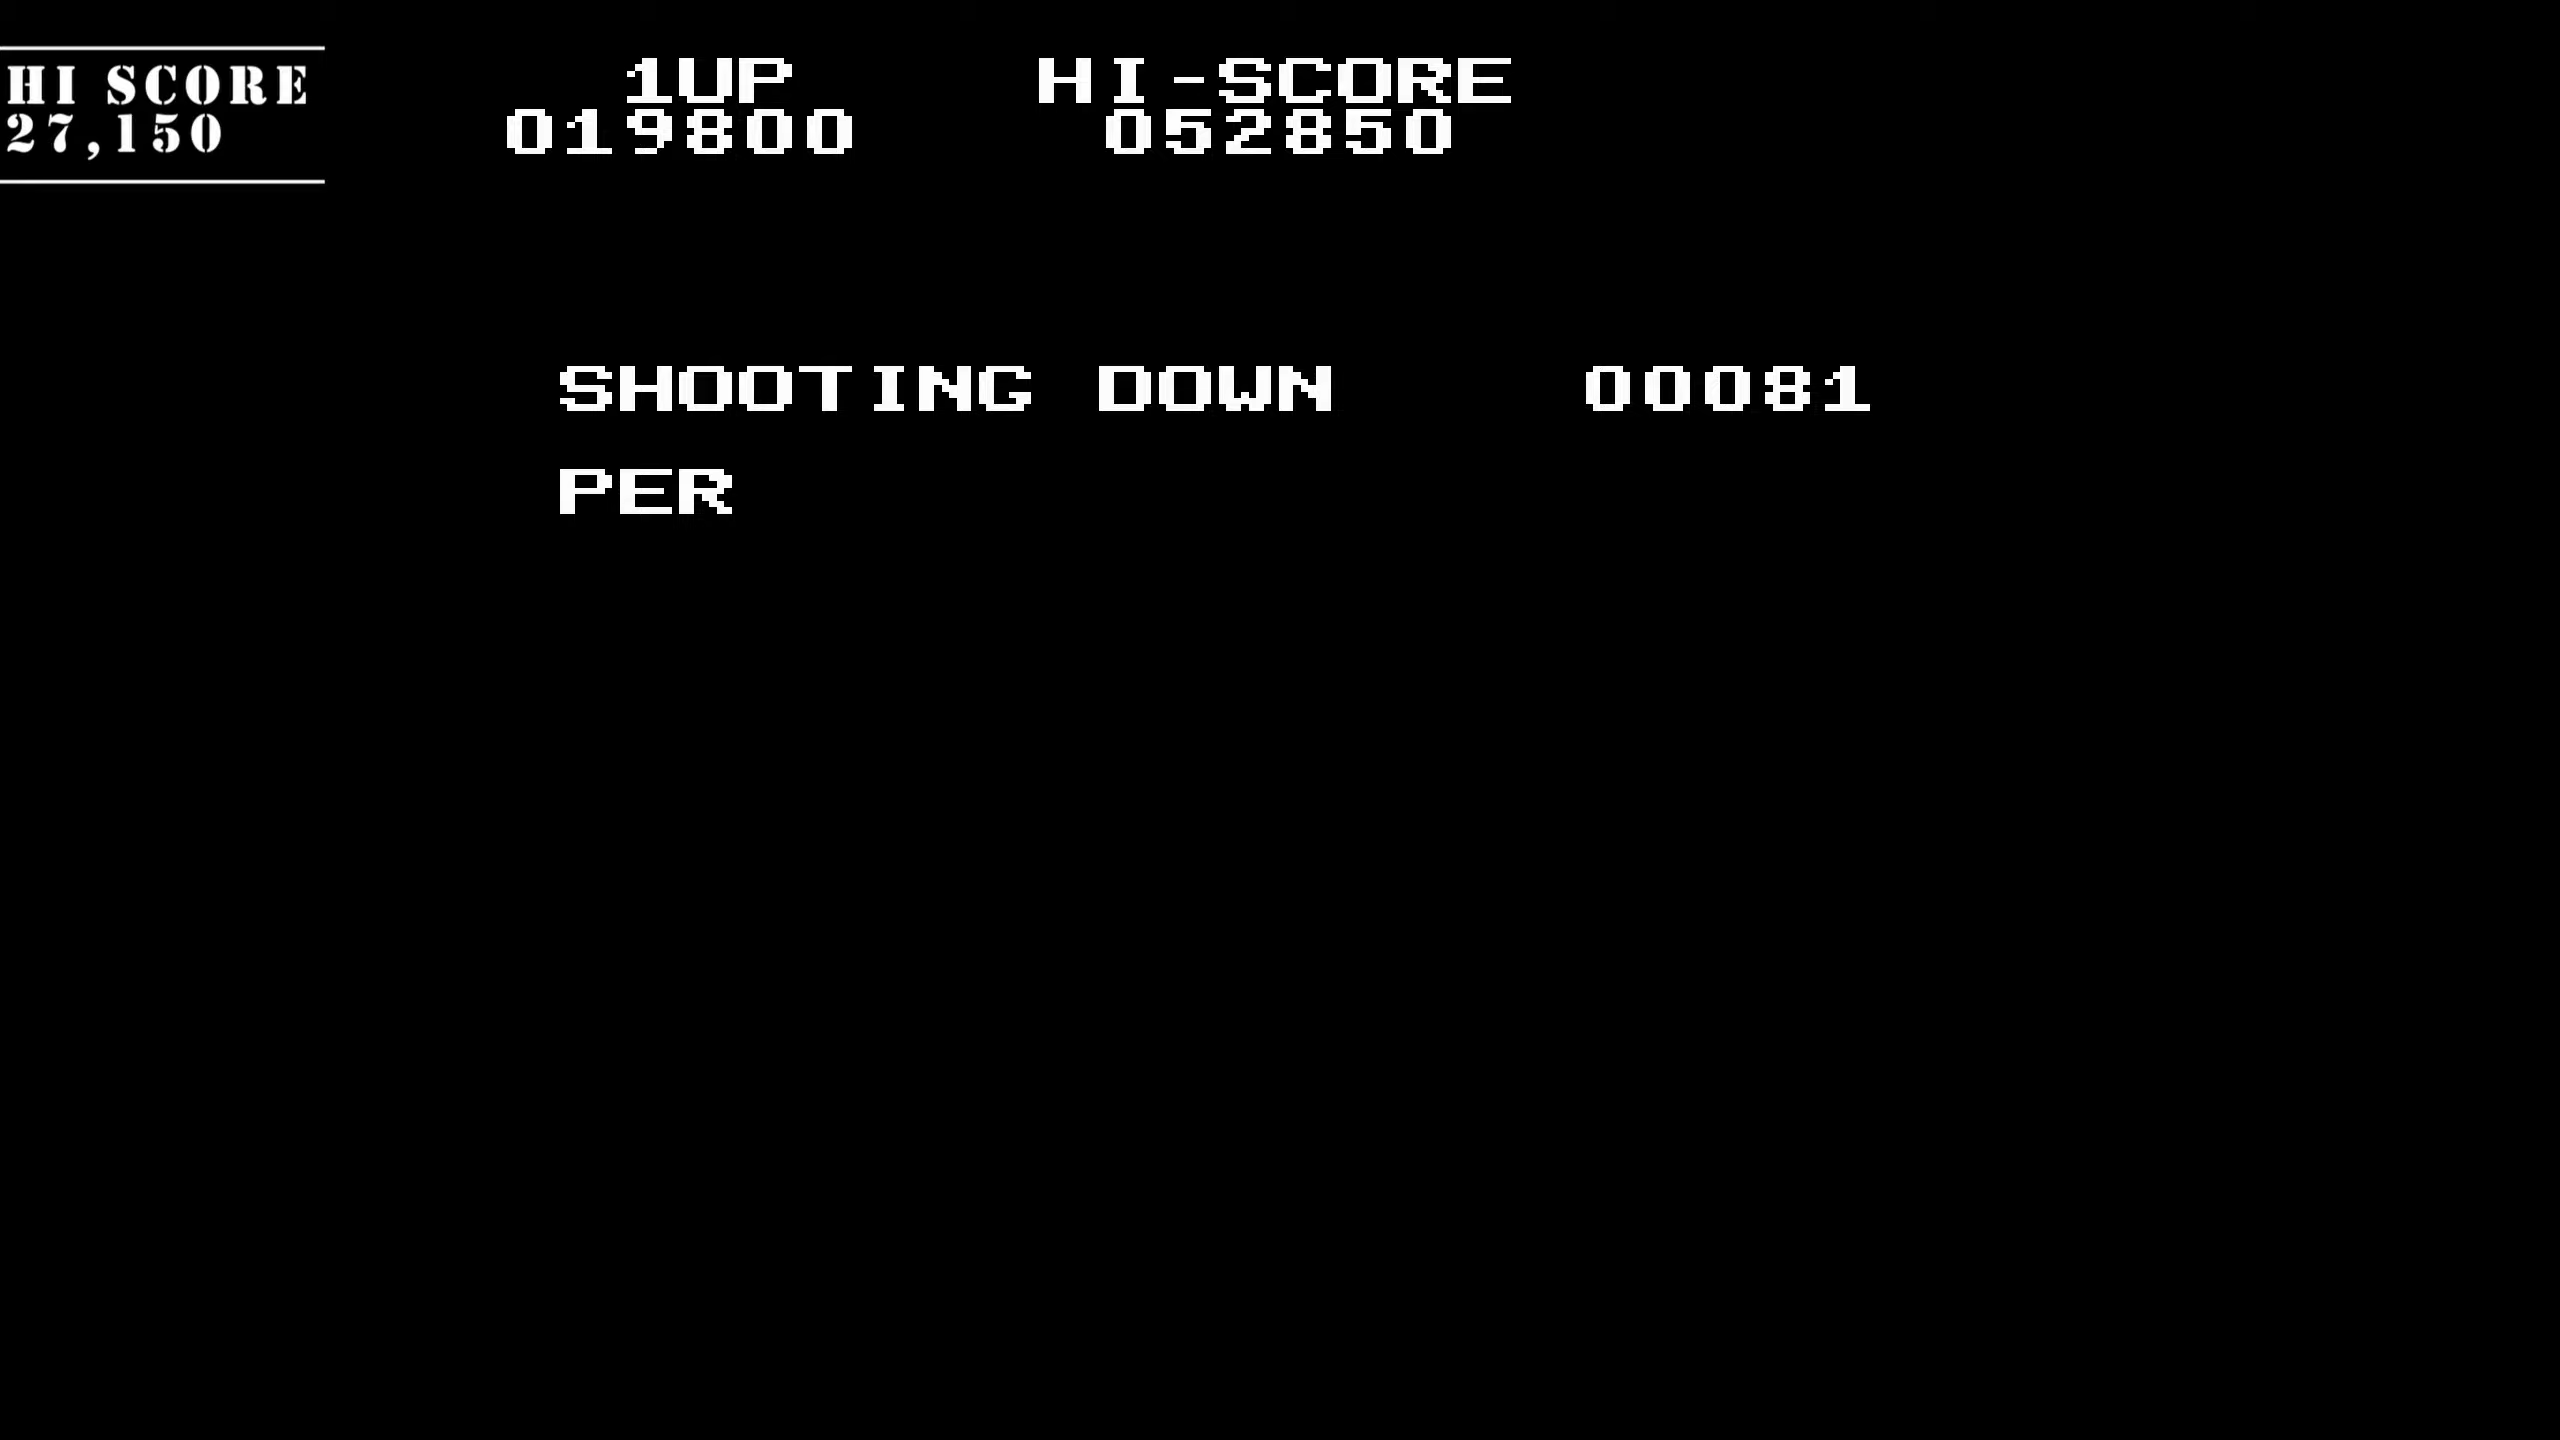 HI SCORE
27,150
1UP
HI-SCORE
019800
052850
SHOOTING DOWN 00081
PER